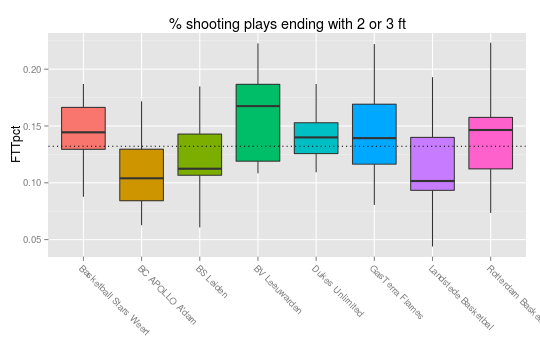 % shooting plays ending with 2 or 3 ft
FTTpct
0.20
0.15
0.10
0.05
Basketball Stars Weert
BC APOLLO A'dam
BS Leiden
BV Leeuwarden
Dukes Unlimited
GasTerra Flames
Landstede Basketbal
Rotterdam Baske